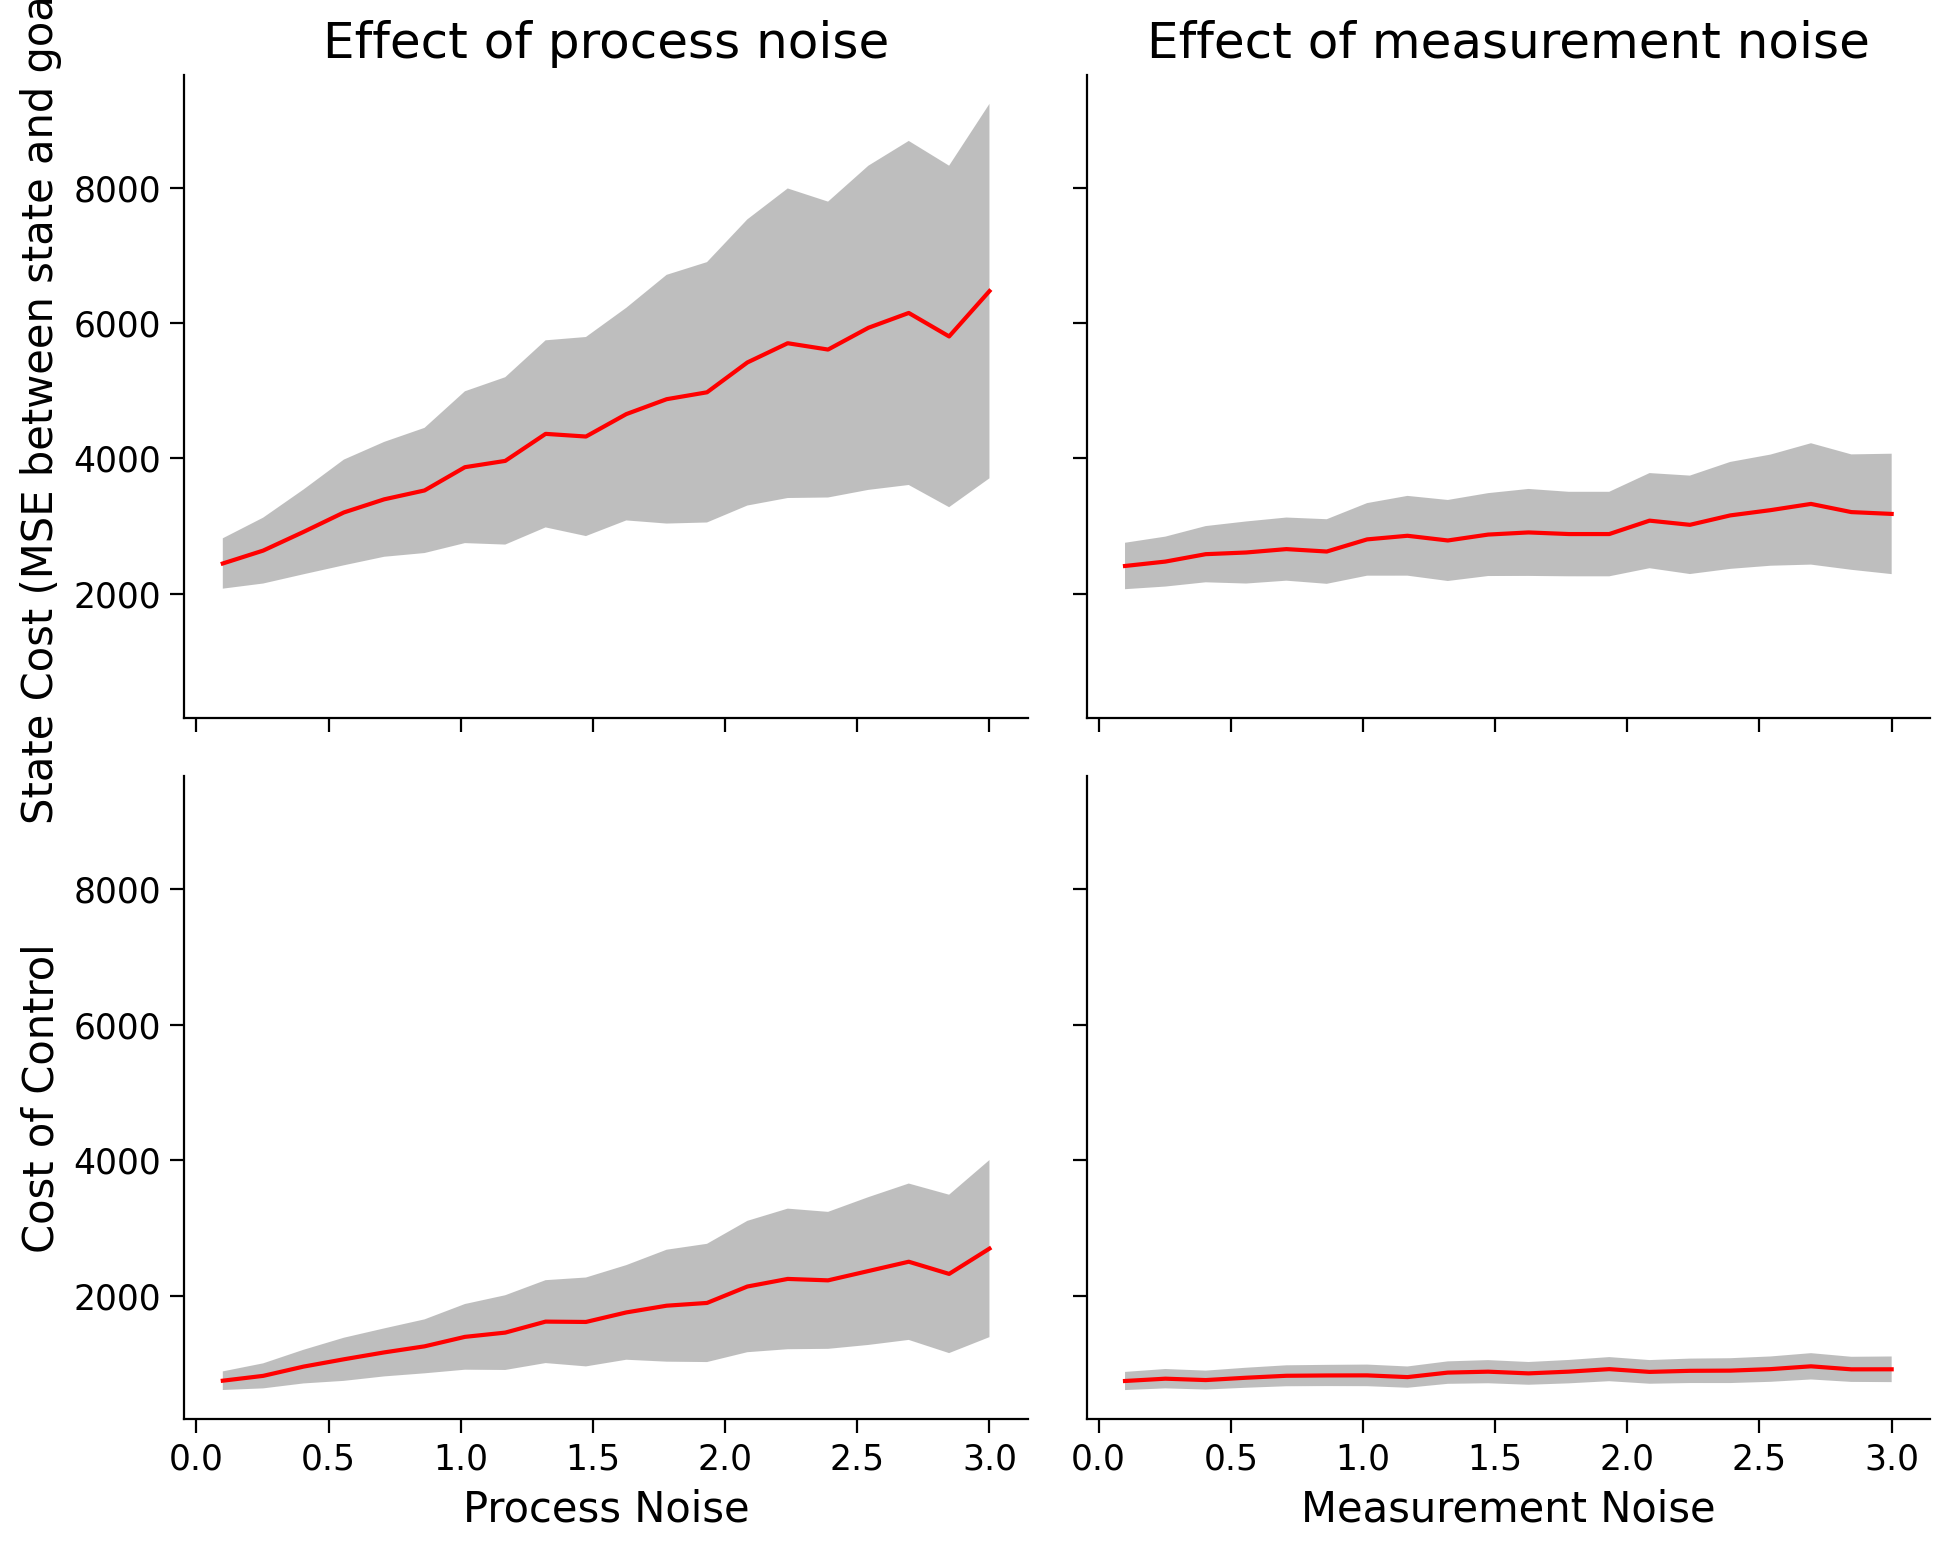 Effect of process noise
Effect of measurement noise
State Cost (MSE between state and goa
8000
6000
4000
2000
Cost of Control
8000
6000
4000
2000
0.0 0.5 1.0 1.5 2.0 2.5 3.0
0.0 0.5 1.0 1.5 2.0 2.5 3.0
Process Noise
Measurement Noise